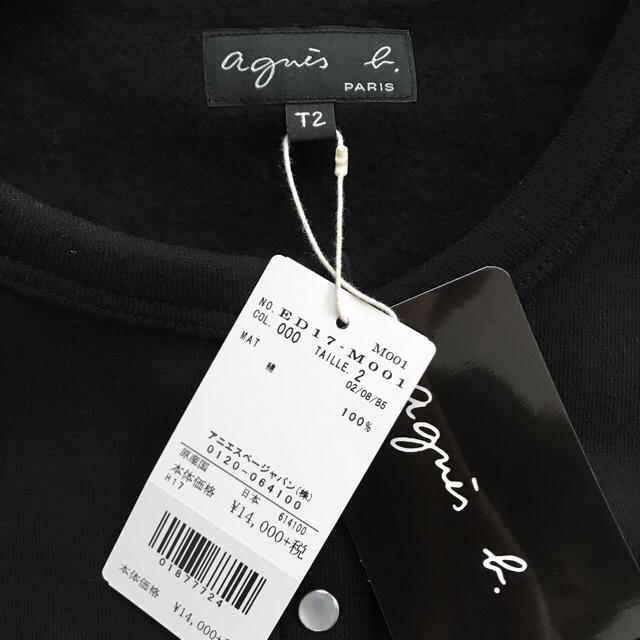 agnès b.
PARIS
T2
NO. ED17-M001
M001
COL. 000 TAILLE. 2
02/08/B5
MAT 綿 100%
アニエスベージャパン(株)
0120-064100
原産国 日本 614100
本体価格 ¥14,000+税
H17
01877724
本体価格
¥14,000+税
agnès b.